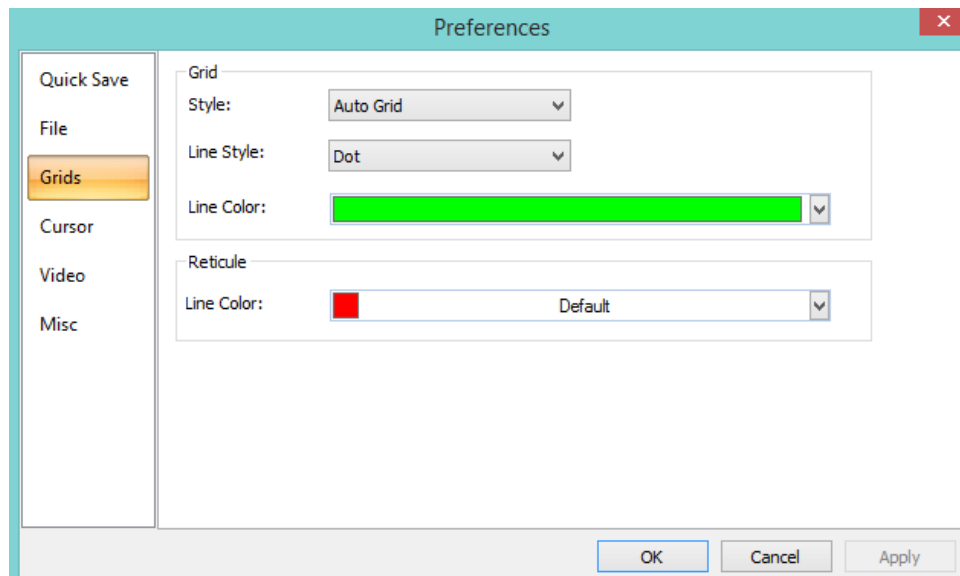 Preferences
Quick Save
File
Grids
Cursor
Video
Misc
Grid
Style: Auto Grid
Line Style: Dot
Line Color:
Reticule
Line Color: Default
OK Cancel Apply